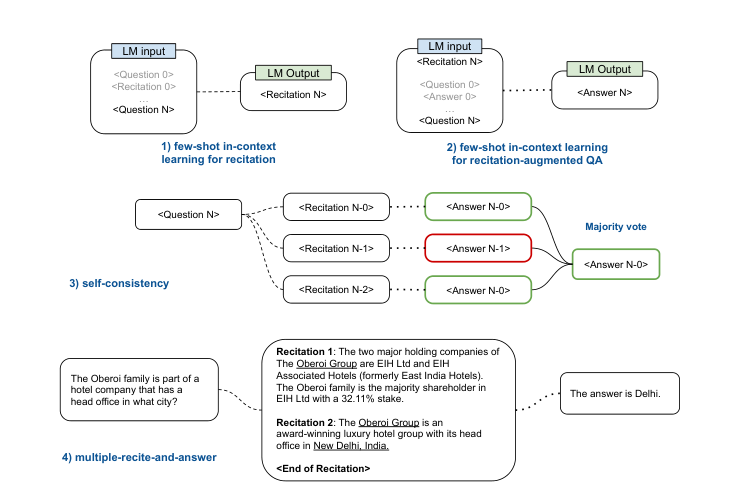 LM input
<Question 0>
<Recitation 0>
...
<Question N>
LM Output
<Recitation N>
1) few-shot in-context
learning for recitation
LM input
<Recitation N>
<Question 0>
<Answer 0>
...
<Question N>
LM Output
<Answer N>
2) few-shot in-context learning
for recitation-augmented QA
<Question N>
<Recitation N-0>
<Answer N-0>
<Recitation N-1>
<Answer N-1>
<Recitation N-2>
<Answer N-0>
Majority vote
<Answer N-0>
3) self-consistency
The Oberoi family is part of a
hotel company that has a
head office in what city?
Recitation 1: The two major holding companies of
The Oberoi Group are EIH Ltd and EIH
Associated Hotels (formerly East India Hotels).
The Oberoi family is the majority shareholder in
EIH Ltd with a 32.11% stake.
Recitation 2: The Oberoi Group is an
award-winning luxury hotel group with its head
office in New Delhi, India.
<End of Recitation>
The answer is Delhi.
4) multiple-recite-and-answer